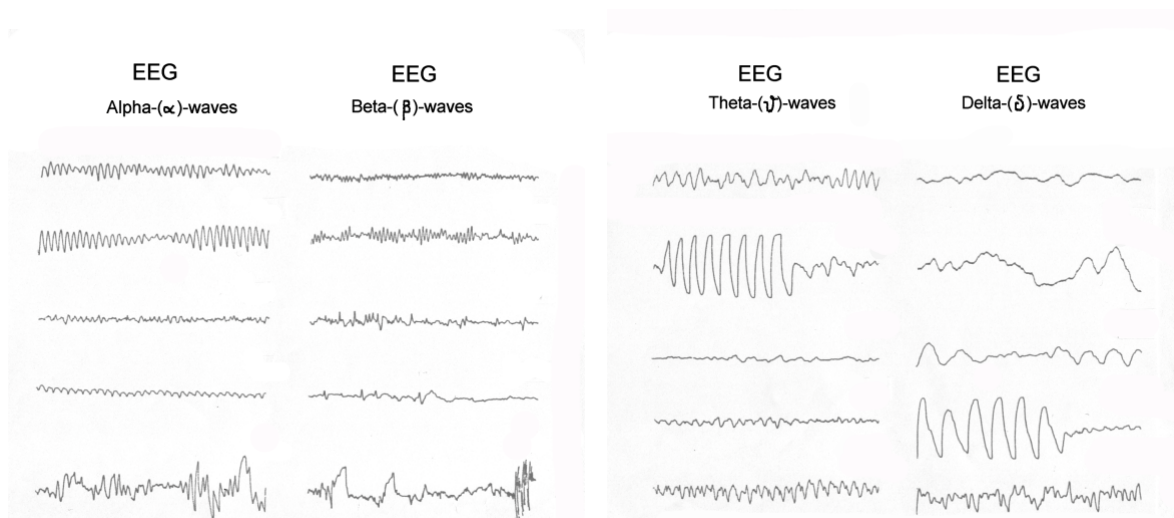 EEG
Alpha-(α)-waves
EEG
Beta-(β)-waves
EEG
Theta-(ϑ)-waves
EEG
Delta-(δ)-waves